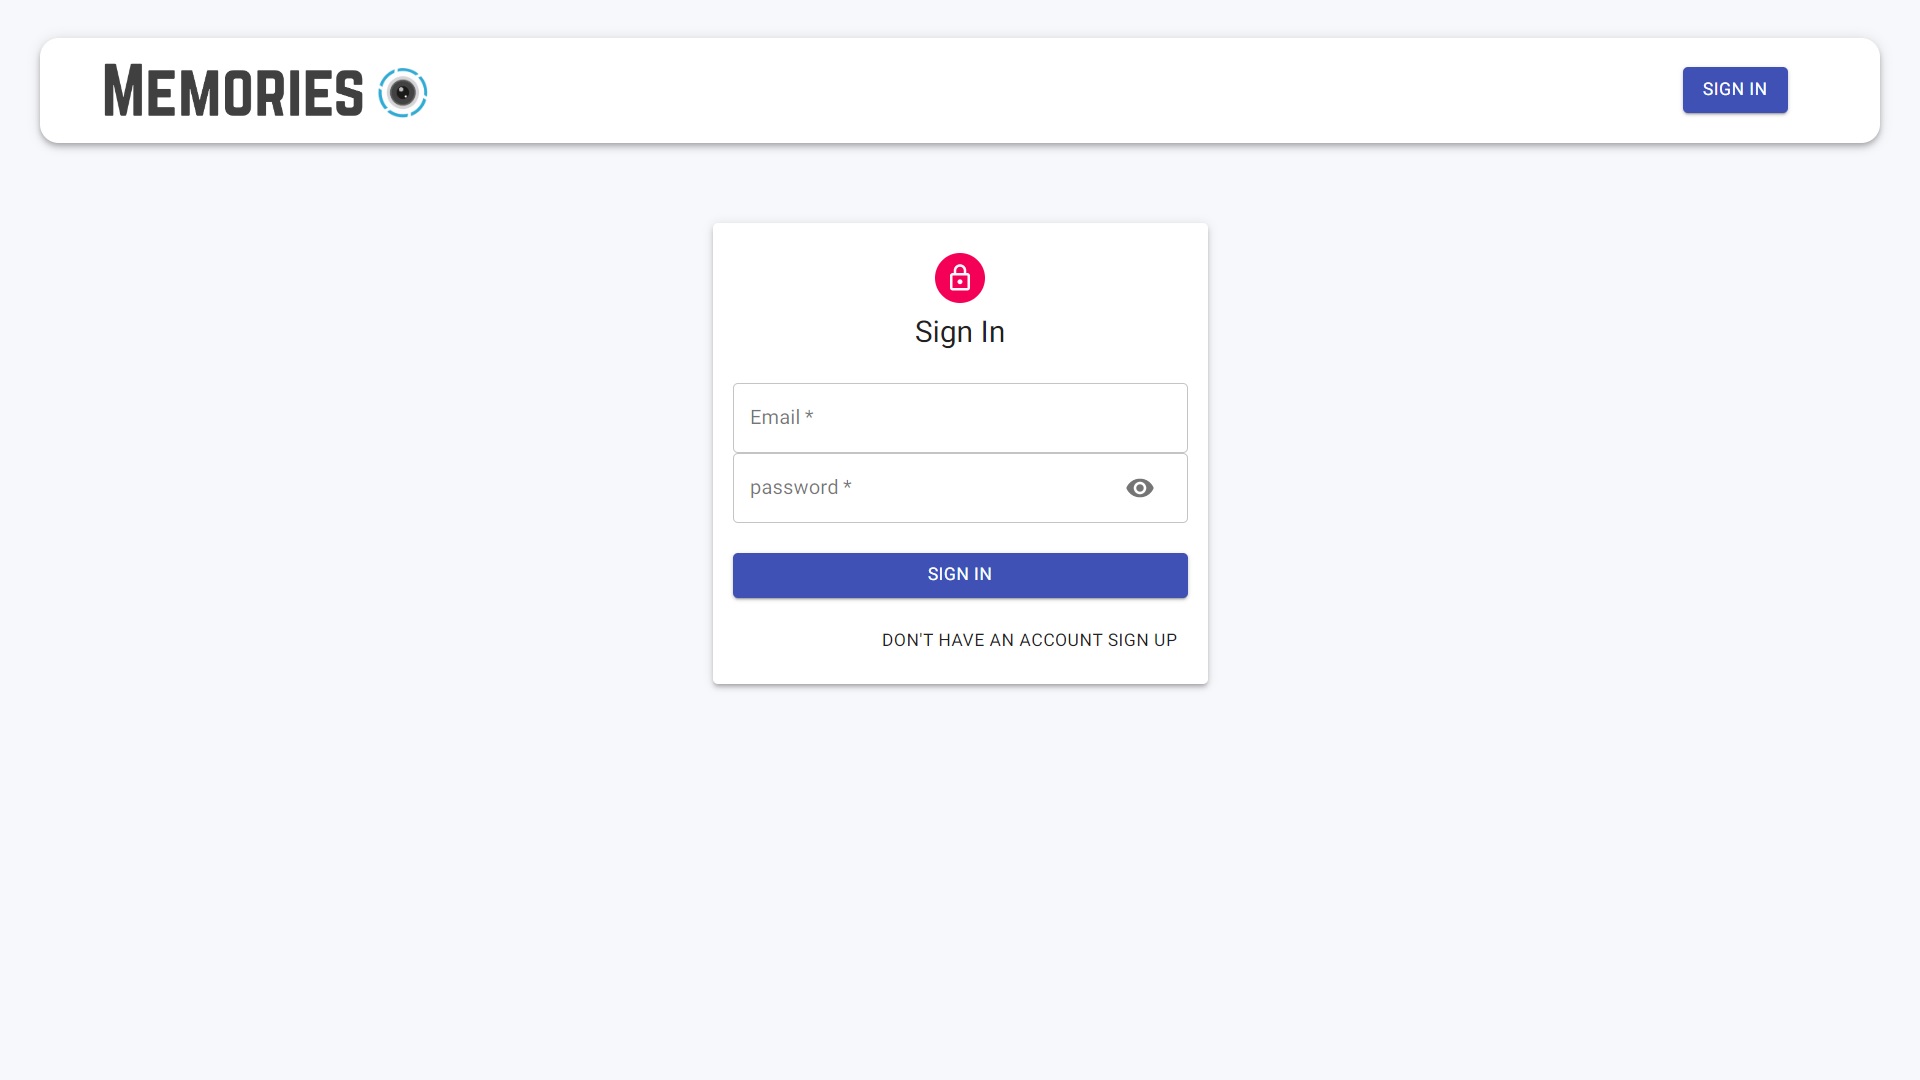 MEMORIES
SIGN IN
Sign In
Email *
password *
SIGN IN
DON'T HAVE AN ACCOUNT SIGN UP